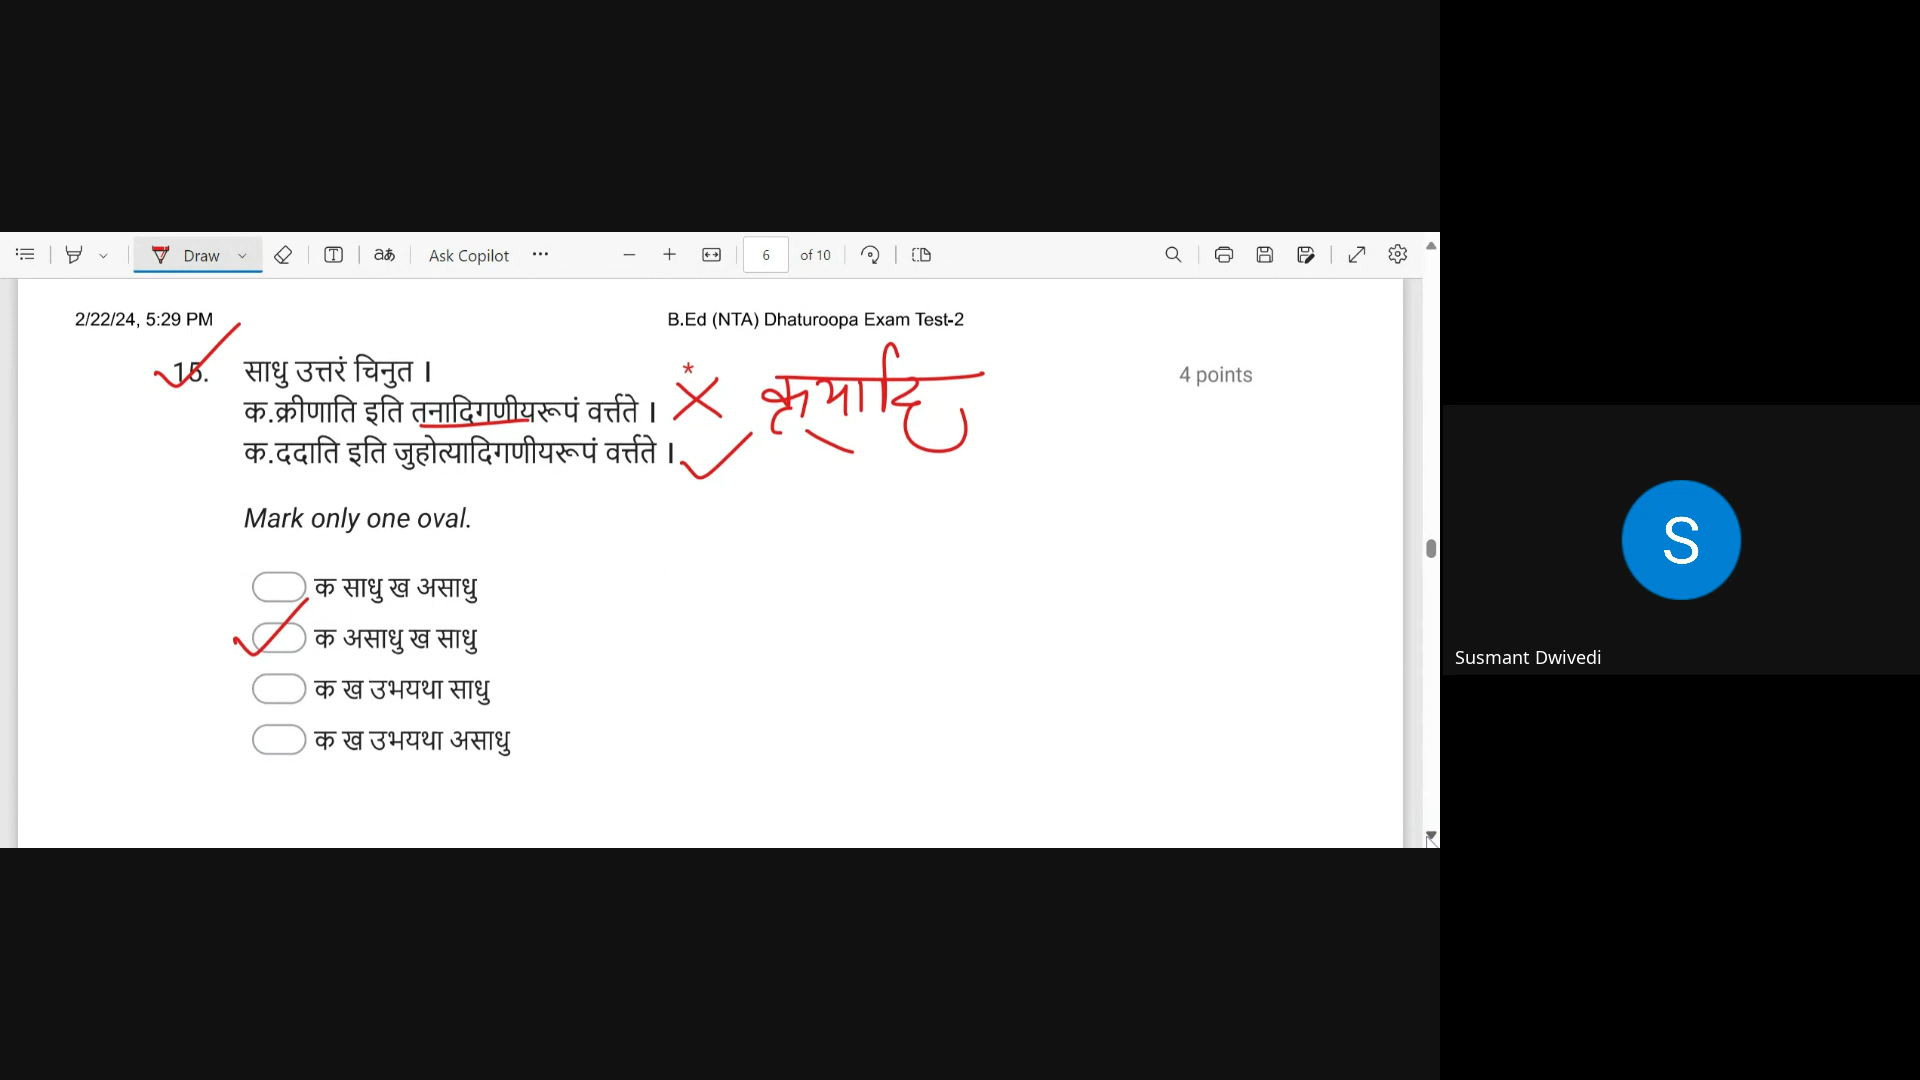 Draw
aあ
Ask Copilot
6 of 10
2/22/24, 5:29 PM
B.Ed (NTA) Dhaturoopa Exam Test-2
15. साधु उत्तरं चिनुत । * 4 points
क.क्रीणाति इति तनादिगणीयरूपं वर्त्तते । क्र्यादि
क.ददाति इति जुहोत्यादिगणीयरूपं वर्त्तते ।
Mark only one oval.
क साधु ख असाधु
क असाधु ख साधु
क ख उभयथा साधु
क ख उभयथा असाधु
S
Susmant Dwivedi